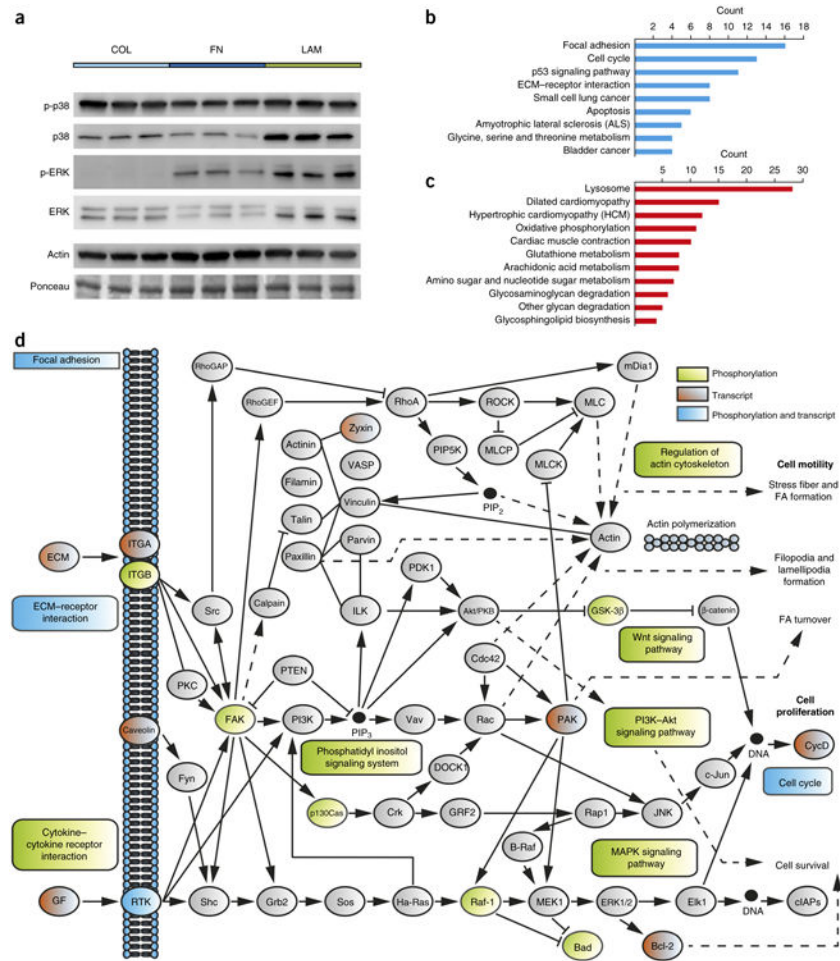 a
COL FN LAM
p-p38
p38
p-ERK
ERK
Actin
Ponceau
b
Count
2 4 6 8 10 12 14 16 18
Focal adhesion
Cell cycle
p53 signaling pathway
ECM–receptor interaction
Small cell lung cancer
Apoptosis
Amyotrophic lateral sclerosis (ALS)
Glycine, serine and threonine metabolism
Bladder cancer
c
Count
5 10 15 20 25 30
Lysosome
Dilated cardiomyopathy
Hypertrophic cardiomyopathy (HCM)
Oxidative phosphorylation
Cardiac muscle contraction
Glutathione metabolism
Arachidonic acid metabolism
Amino sugar and nucleotide sugar metabolism
Glycosaminoglycan degradation
Other glycan degradation
Glycosphingolipid biosynthesis
d
Focal adhesion
RhoGAP
mDia1
Phosphorylation
Transcript
Phosphorylation and transcript
RhoGEF
RhoA
ROCK
MLC
Zyxin
Actinin
PIP5K
MLCP
MLCK
VASP
Regulation of
actin cytoskeleton
Cell motility
Stress fiber and
FA formation
Filamin
Vinculin
PIP2
Talin
Actin polymerization
Parvin
Actin
ECM
ITGA
Paxillin
ITGB
PDK1
Filopodia and
lamellipodia
formation
ECM–receptor
interaction
Src
Calpain
ILK
Akt/PKB
GSK-3β
β-catenin
FA turnover
Wnt signaling
pathway
PKC
PTEN
Cdc42
Cell
proliferation
FAK
PI3K
PIP3
Vav
Rac
PAK
PI3K–Akt
signaling pathway
Caveolin
Phosphatidyl inositol
signaling system
DNA
CycD
DOCK1
c-Jun
Cell cycle
Fyn
p130Cas
Crk
GRF2
Rap1
JNK
Cytokine–
cytokine receptor
interaction
B-Raf
MAPK signaling
pathway
Cell survival
GF
RTK
Shc
Grb2
Sos
Ha-Ras
Raf-1
MEK1
ERK1/2
Elk1
DNA
cIAPs
Bad
Bcl-2